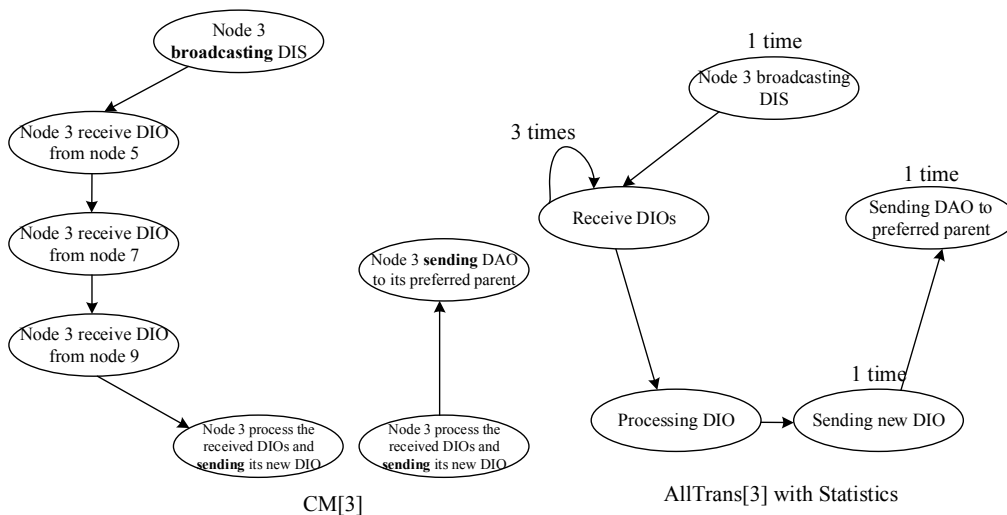 Node 3
broadcasting DIS
Node 3 receive DIO
from node 5
Node 3 receive DIO
from node 7
Node 3 receive DIO
from node 9
Node 3 process the
received DIOs and
sending its new DIO
Node 3 sending DAO
to its preferred parent
Node 3 process the
received DIOs and
sending its new DIO
CM[3]
1 time
Node 3 broadcasting
DIS
3 times
Receive DIOs
Processing DIO
1 time
Sending new DIO
1 time
Sending DAO to
preferred parent
AllTrans[3] with Statistics